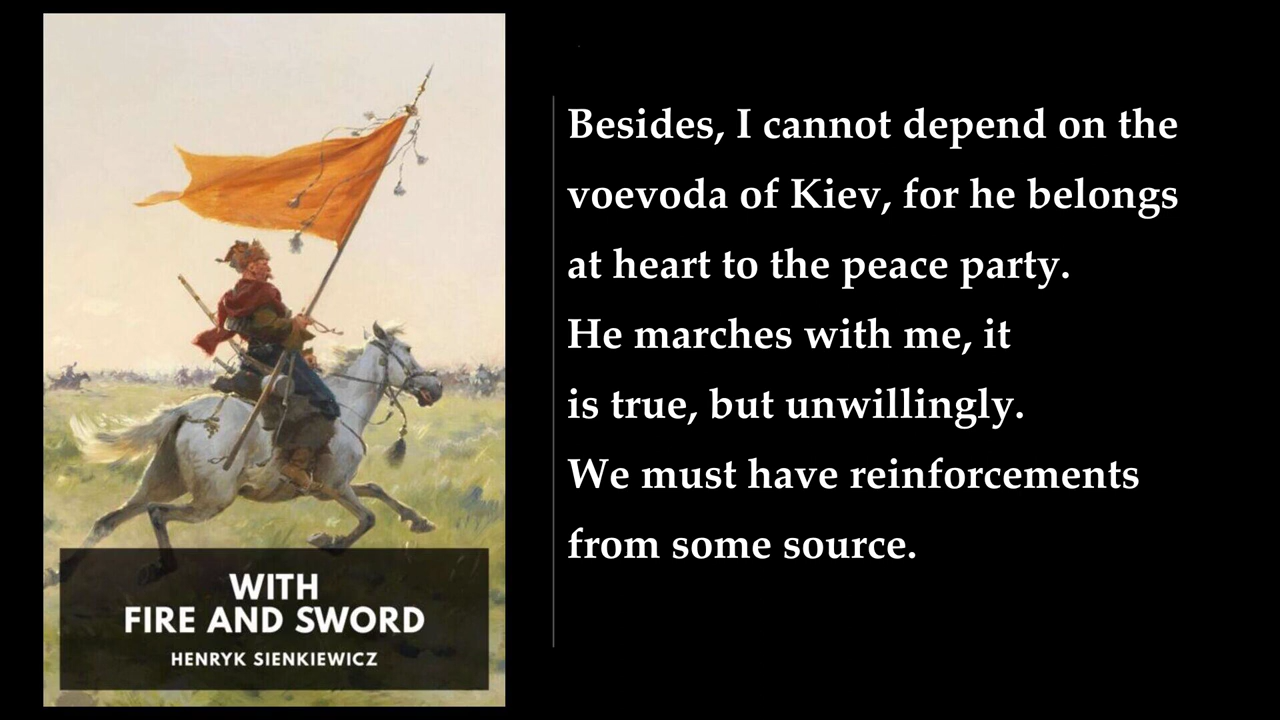 WITH
FIRE AND SWORD
HENRYK SIENKIEWICZ
Besides, I cannot depend on the
voevoda of Kiev, for he belongs
at heart to the peace party.
He marches with me, it
is true, but unwillingly.
We must have reinforcements
from some source.